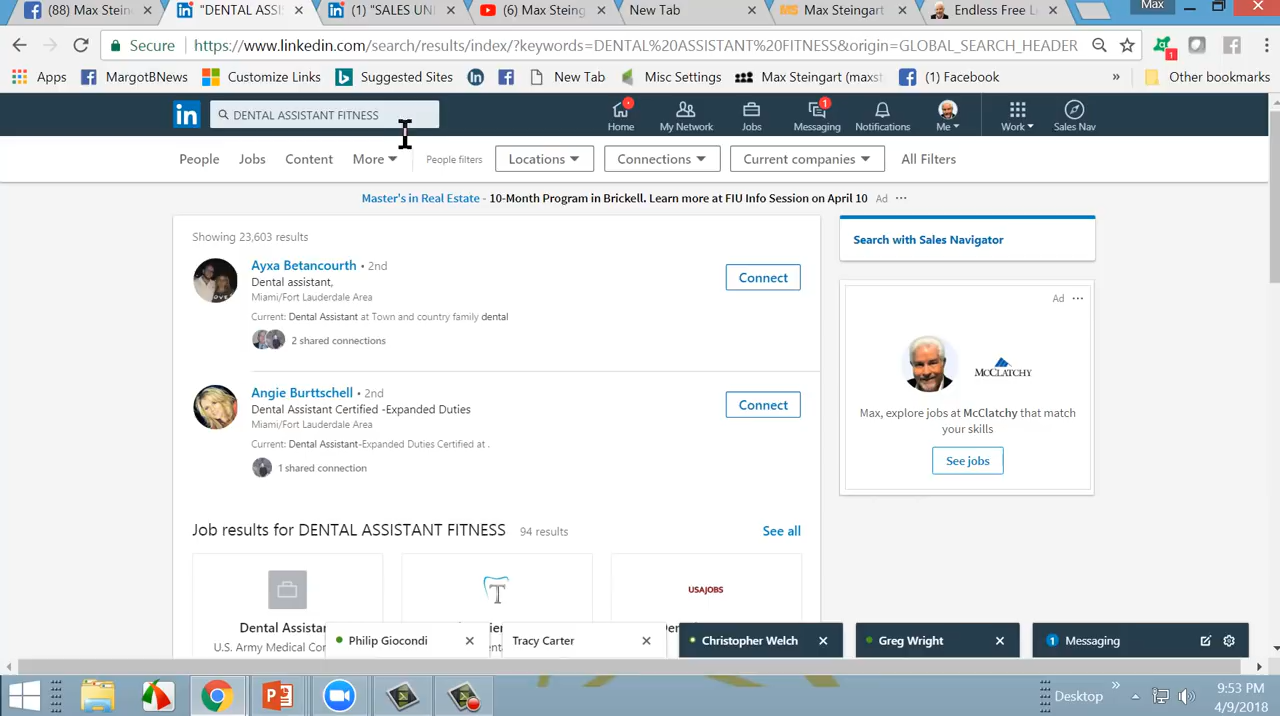 (88) Max Steina
"DENTAL ASSIS
(1) "SALES UNI
(6) Max Steing
New Tab
Max Steingart
Endless Free L
Max
Secure
https://www.linkedin.com/search/results/index/?keywords=DENTAL%20ASSISTANT%20FITNESS&origin=GLOBAL_SEARCH_HEADER
1
Apps
MargotBNews
Customize Links
Suggested Sites
New Tab
Misc Settings
Max Steingart (maxst
(1) Facebook
»
Other bookmarks
in
DENTAL ASSISTANT FITNESS
Home
My Network
Jobs
1
Messaging
Notifications
Me
Work
Sales Nav
People
Jobs
Content
More
People filters
Locations
Connections
Current companies
All Filters
Master's in Real Estate - 10-Month Program in Brickell. Learn more at FIU Info Session on April 10 Ad ···
Showing 23,603 results
Ayxa Betancourth • 2nd
Dental assistant,
Miami/Fort Lauderdale Area
Current: Dental Assistant at Town and country family dental
2 shared connections
Connect
Angie Burttschell • 2nd
Dental Assistant Certified -Expanded Duties
Miami/Fort Lauderdale Area
Current: Dental Assistant-Expanded Duties Certified at .
1 shared connection
Connect
Job results for DENTAL ASSISTANT FITNESS 94 results
See all
USAJOBS
Dental Assistan
U.S. Army Medical Con
Search with Sales Navigator
Ad ···
MCCLATCHY
Max, explore jobs at McClatchy that match
your skills
See jobs
Philip Giocondi
Tracy Carter
Christopher Welch
Greg Wright
1 Messaging
Desktop
»
9:53 PM
4/9/2018